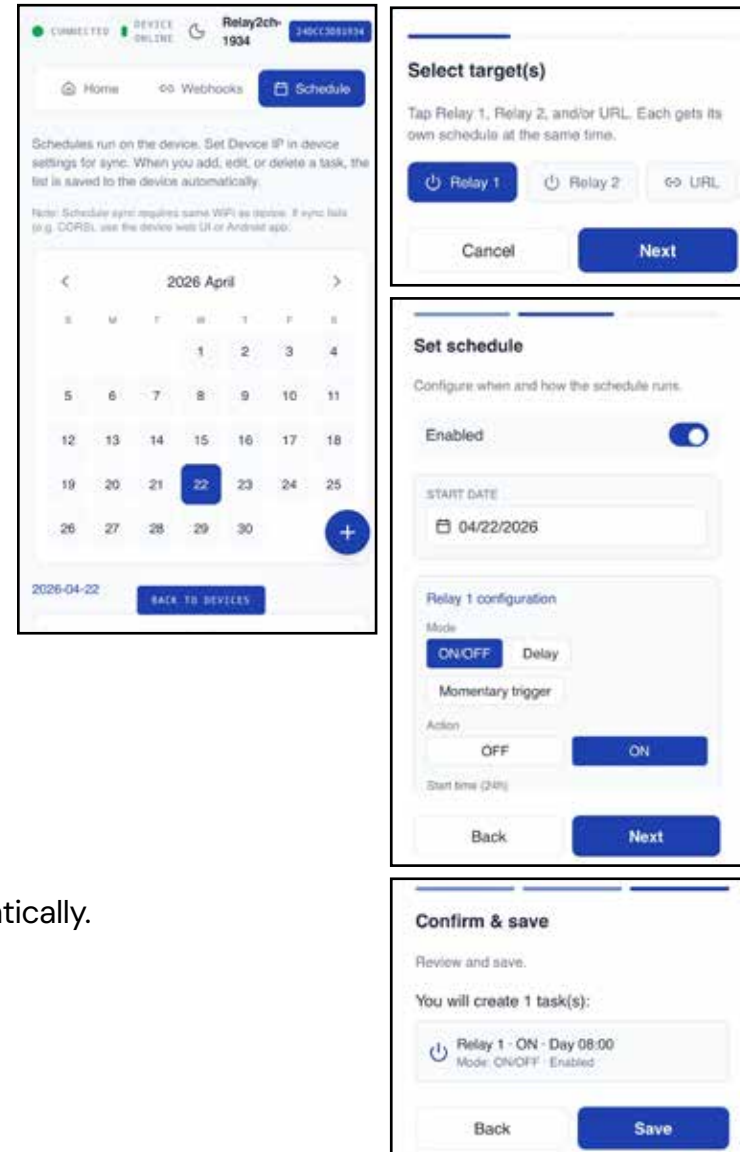 CONNECTED DEVICE ONLINE Relay2ch-1934 24DCC3D81934
Home Webhooks Schedule
Schedules run on the device. Set Device IP in device
settings for sync. When you add, edit, or delete a task, the
list is saved to the device automatically.
Note: Schedule sync requires same WiFi as device. If sync fails
(e.g. CORS), use the device web UI or Android app.
< 2026 April >
S M T W T F S
1 2 3 4
5 6 7 8 9 10 11
12 13 14 15 16 17 18
19 20 21 22 23 24 25
26 27 28 29 30
+
2026-04-22
BACK TO DEVICES
Select target(s)
Tap Relay 1, Relay 2, and/or URL. Each gets its
own schedule at the same time.
Relay 1 Relay 2 URL
Cancel Next
Set schedule
Configure when and how the schedule runs.
Enabled
START DATE
04/22/2026
Relay 1 configuration
Mode
ON/OFF Delay
Momentary trigger
Action
OFF ON
Start time (24h)
Back Next
tically.
Confirm & save
Review and save.
You will create 1 task(s):
Relay 1 · ON · Day 08:00
Mode: ON/OFF · Enabled
Back Save